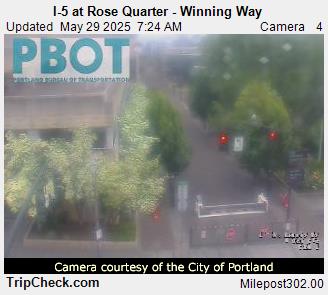 I-5 at Rose Quarter - Winning Way
Updated May 29 2025 7:24 AM Camera 4
PBOT
PORTLAND BUREAU OF TRANSPORTATION
Camera courtesy of the City of Portland
TripCheck.com Milepost302.00